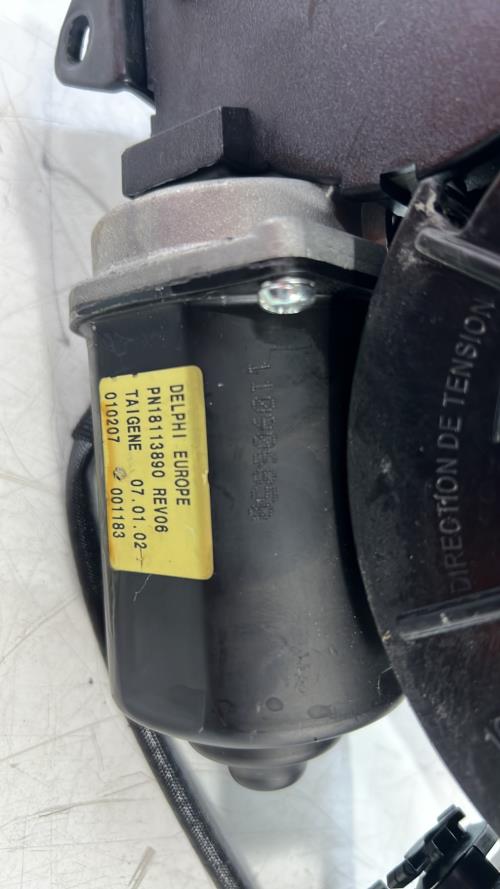 DELPHI EUROPE
PN18113890 REV06
TAIGENE 07.01.02
010207 001183
DIRECTION DE TENSION